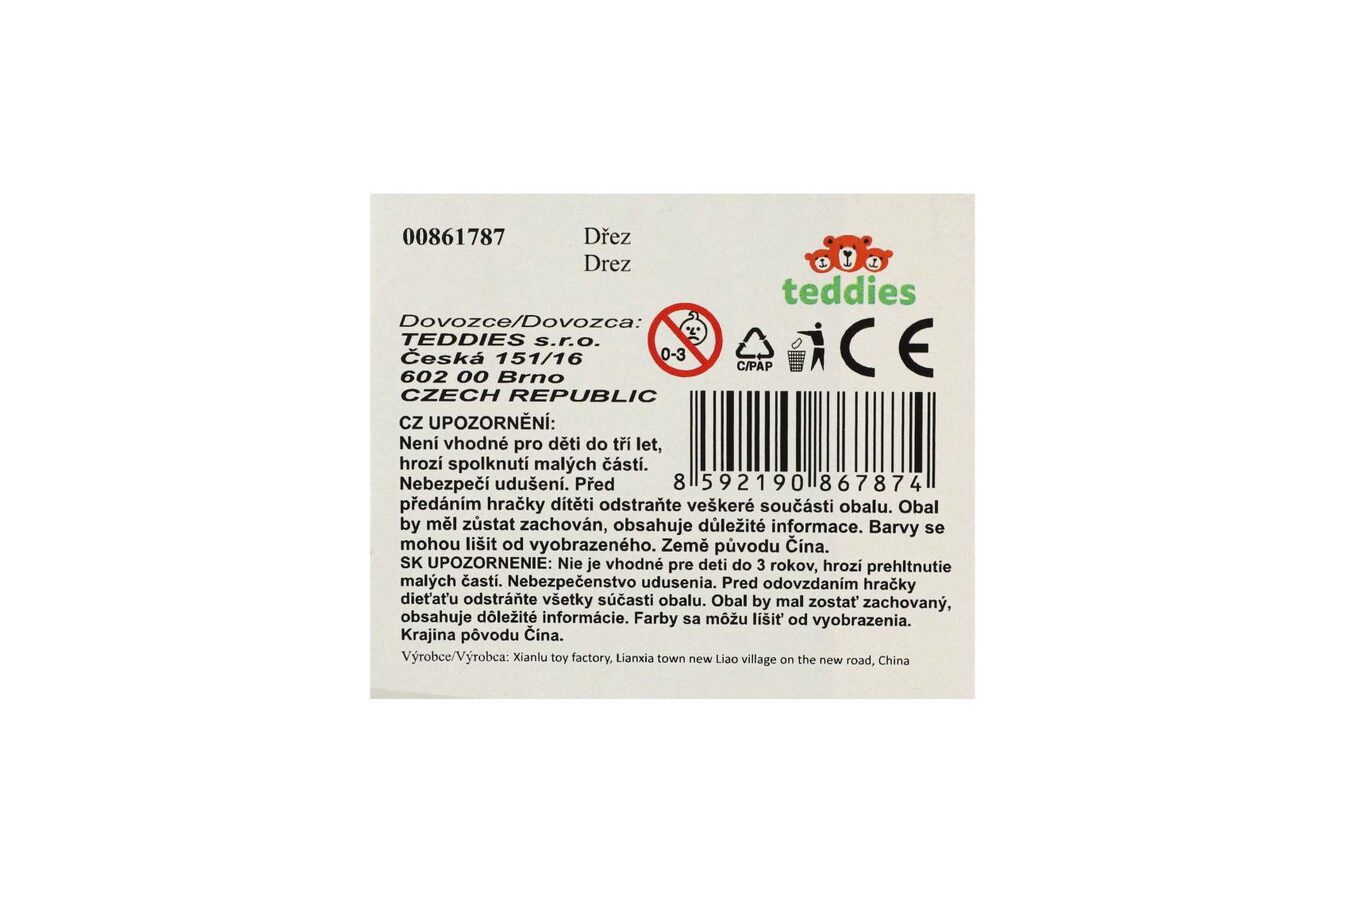 00861787 Dřez
Drez
teddies
Dovozce/Dovozca:
TEDDIES s.r.o.
Česká 151/16
602 00 Brno
CZECH REPUBLIC
0-3
C/PAP
CE
8 592190 867874
CZ UPOZORNĚNÍ:
Není vhodné pro děti do tří let,
hrozí spolknutí malých částí.
Nebezpečí udušení. Před
předáním hračky dítěti odstraňte veškeré součásti obalu. Obal
by měl zůstat zachován, obsahuje důležité informace. Barvy se
mohou lišit od vyobrazeného. Země původu Čína.
SK UPOZORNENIE: Nie je vhodné pre deti do 3 rokov, hrozí prehltnutie
malých častí. Nebezpečenstvo udusenia. Pred odovzdaním hračky
dieťaťu odstráňte všetky súčasti obalu. Obal by mal zostať zachovaný,
obsahuje dôležité informácie. Farby sa môžu líšiť od vyobrazenia.
Krajina pôvodu Čína.
Výrobce/Výrobca: Xianlu toy factory, Lianxia town new Liao village on the new road, China